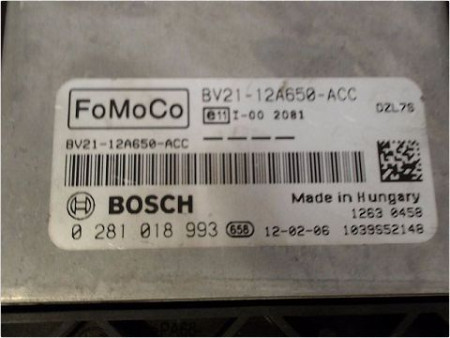 FoMoCo
BV21-12A650-ACC
e11 I-00 2081
DZL7S
BV21-12A650-ACC
BOSCH
Made in Hungary
1263 0458
0 281 018 993 658 12-02-06 1039S52148